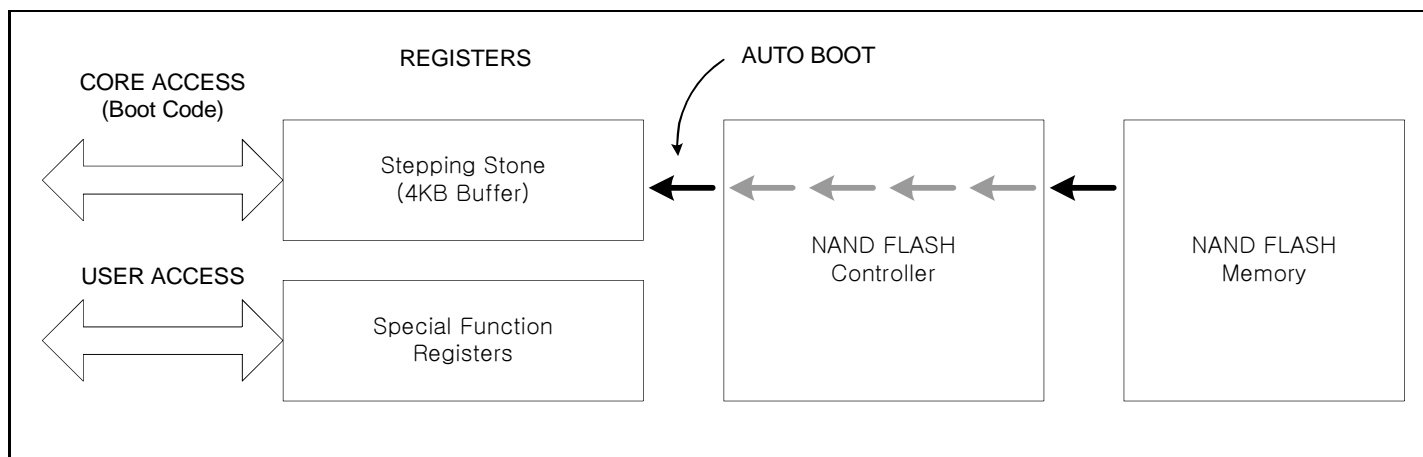 REGISTERS
AUTO BOOT
CORE ACCESS
(Boot Code)
Stepping Stone
(4KB Buffer)
NAND FLASH
Controller
NAND FLASH
Memory
USER ACCESS
Special Function
Registers